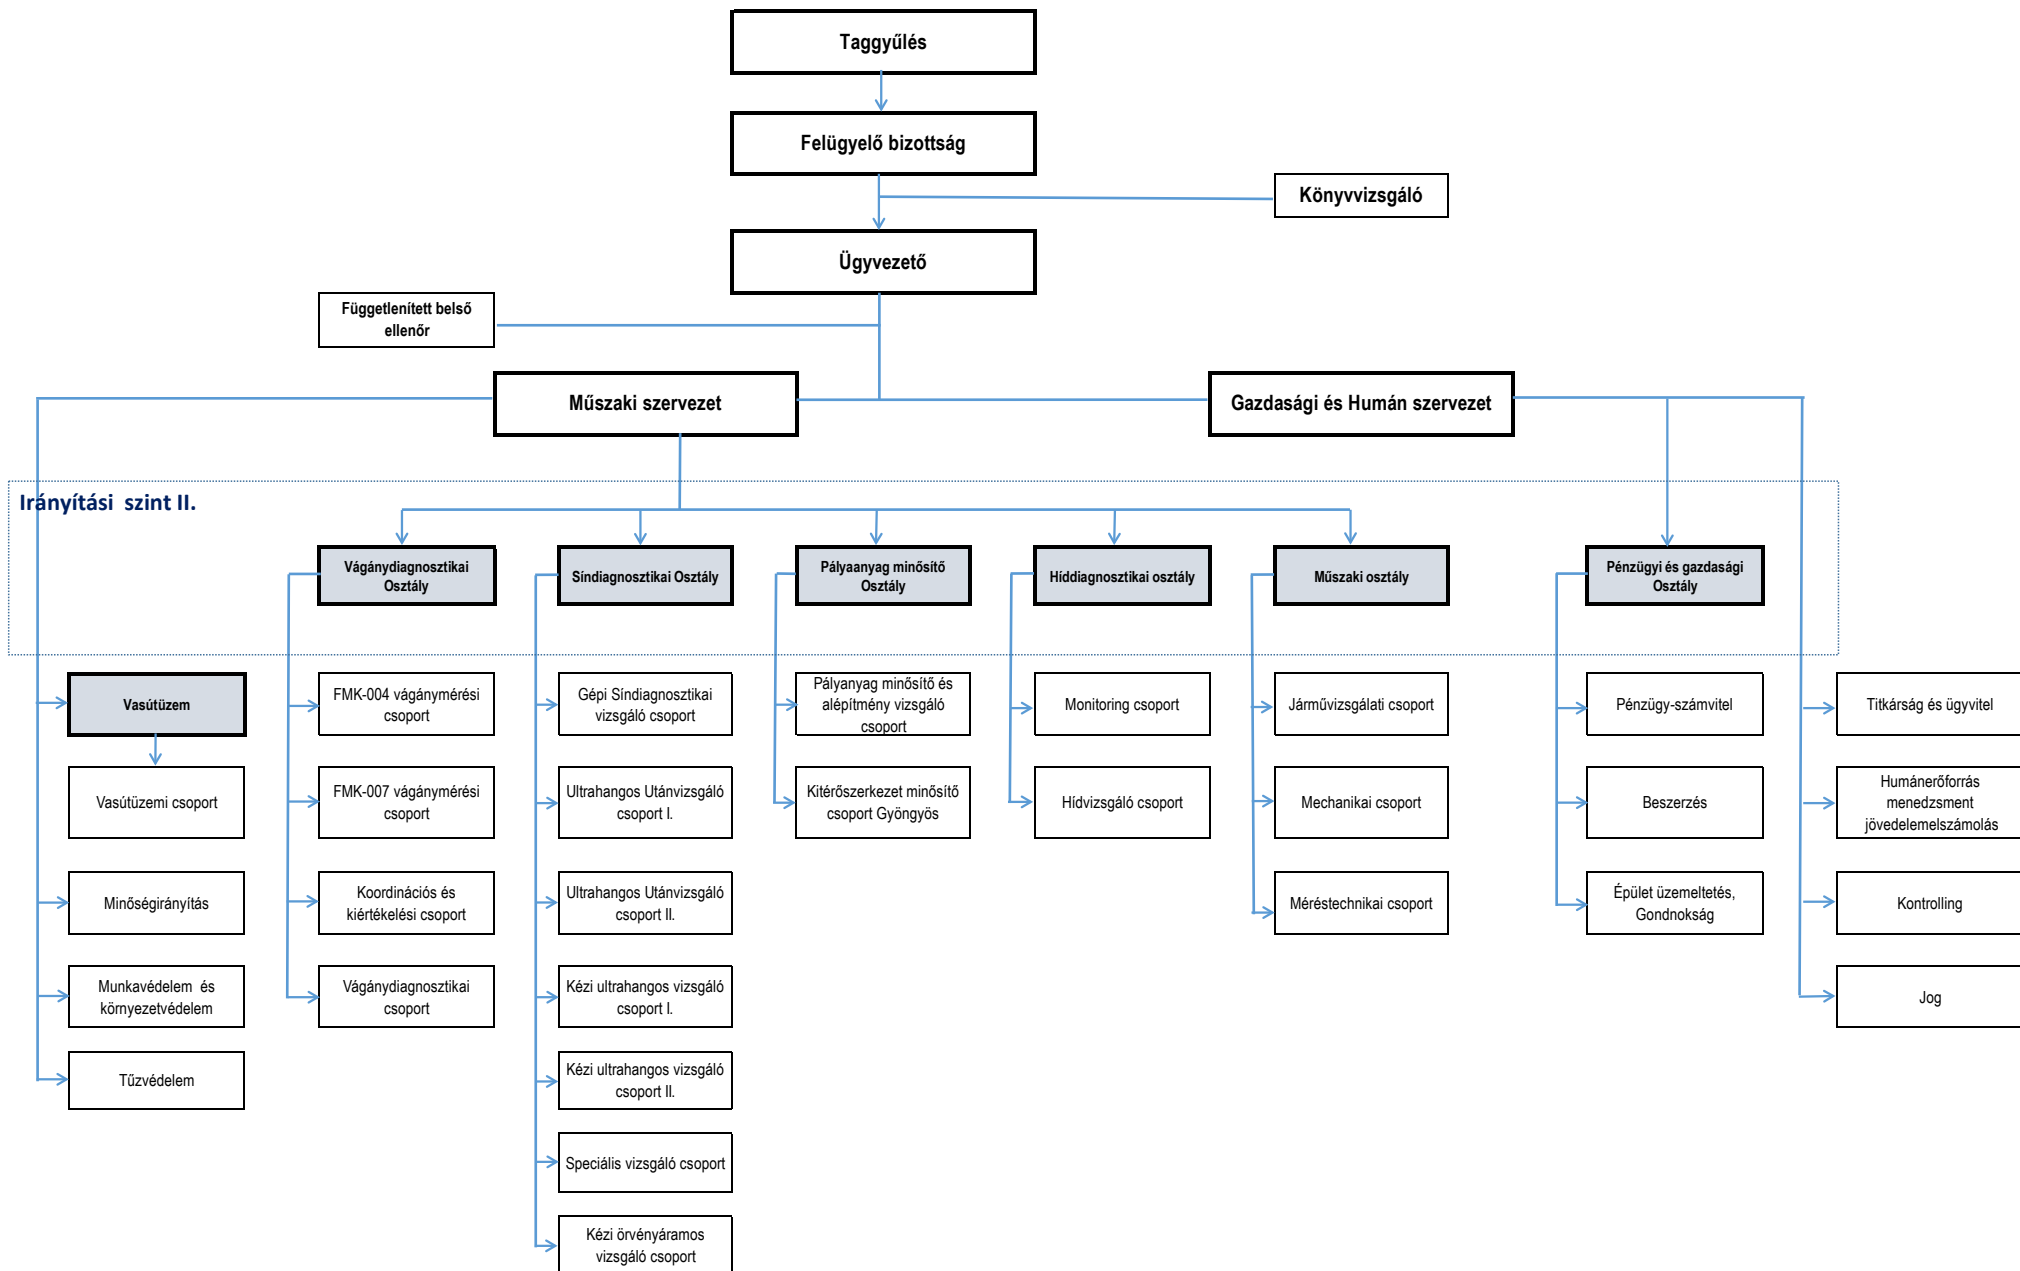 Taggyűlés
Felügyelő bizottság
Könyvvizsgáló
Ügyvezető
Függetlenített belső
ellenőr
Műszaki szervezet
Gazdasági és Humán szervezet
Irányítási  szint II.
Vágánydiagnosztikai
Osztály
Síndiagnosztikai Osztály
Pályaanyag minősítő
Osztály
Híddiagnosztikai osztály
Műszaki osztály
Pénzügyi és gazdasági
Osztály
Vasútüzem
FMK-004 vágánymérési
csoport
Gépi Síndiagnosztikai
vizsgáló csoport
Pályanyag minősítő és
alépítmény vizsgáló
csoport
Monitoring csoport
Járművizsgálati csoport
Pénzügy-számvitel
Titkárság és ügyvitel
Vasútüzemi csoport
FMK-007 vágánymérési
csoport
Ultrahangos Utánvizsgáló
csoport I.
Kitérőszerkezet minősítő
csoport Gyöngyös
Hídvizsgáló csoport
Mechanikai csoport
Beszerzés
Humánerőforrás
menedzsment
jövedelemelszámolás
Minőségirányítás
Koordinációs és
kiértékelési csoport
Ultrahangos Utánvizsgáló
csoport II.
Méréstechnikai csoport
Épület üzemeltetés,
Gondnokság
Kontrolling
Munkavédelem  és
környezetvédelem
Vágánydiagnosztikai
csoport
Kézi ultrahangos vizsgáló
csoport I.
Jog
Tűzvédelem
Kézi ultrahangos vizsgáló
csoport II.
Speciális vizsgáló csoport
Kézi örvényáramos
vizsgáló csoport